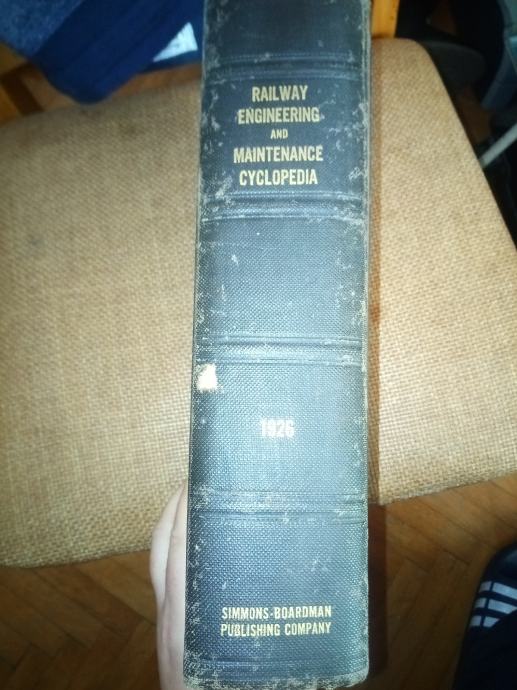 RAILWAY
ENGINEERING
AND
MAINTENANCE
CYCLOPEDIA
1926
SIMMONS-BOARDMAN
PUBLISHING COMPANY